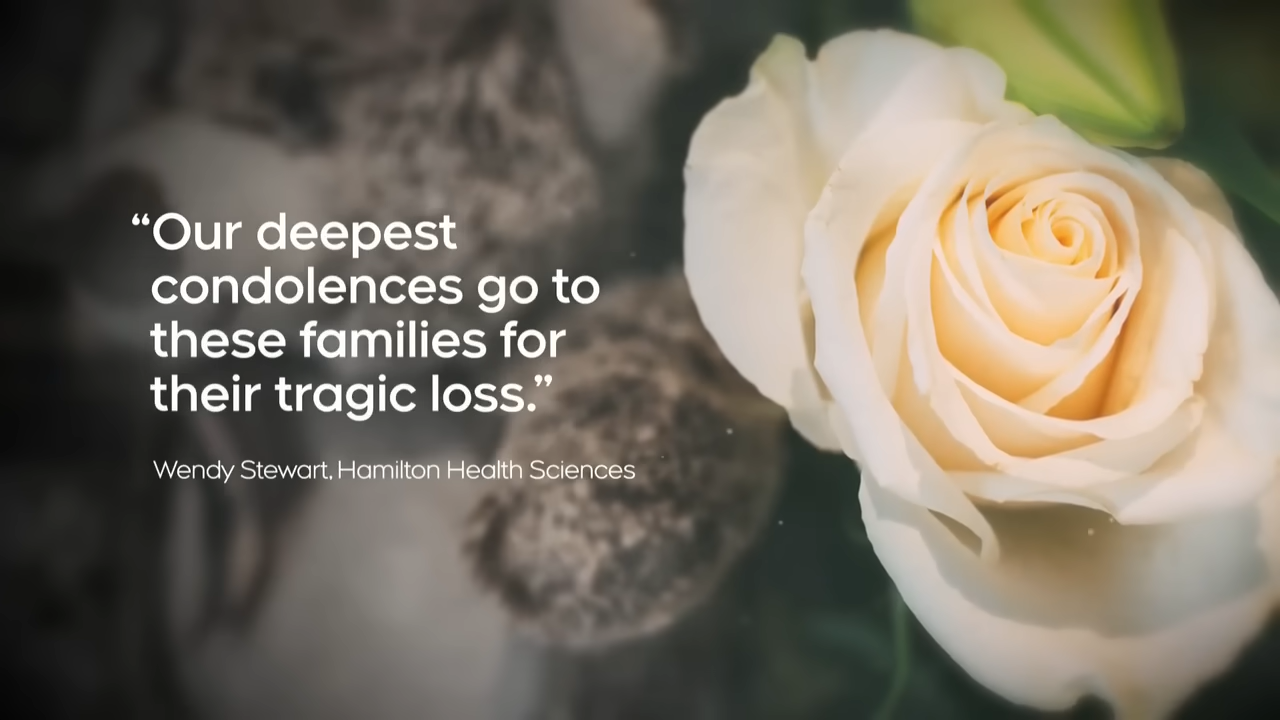 “Our deepest
condolences go to
these families for
their tragic loss.”
Wendy Stewart, Hamilton Health Sciences